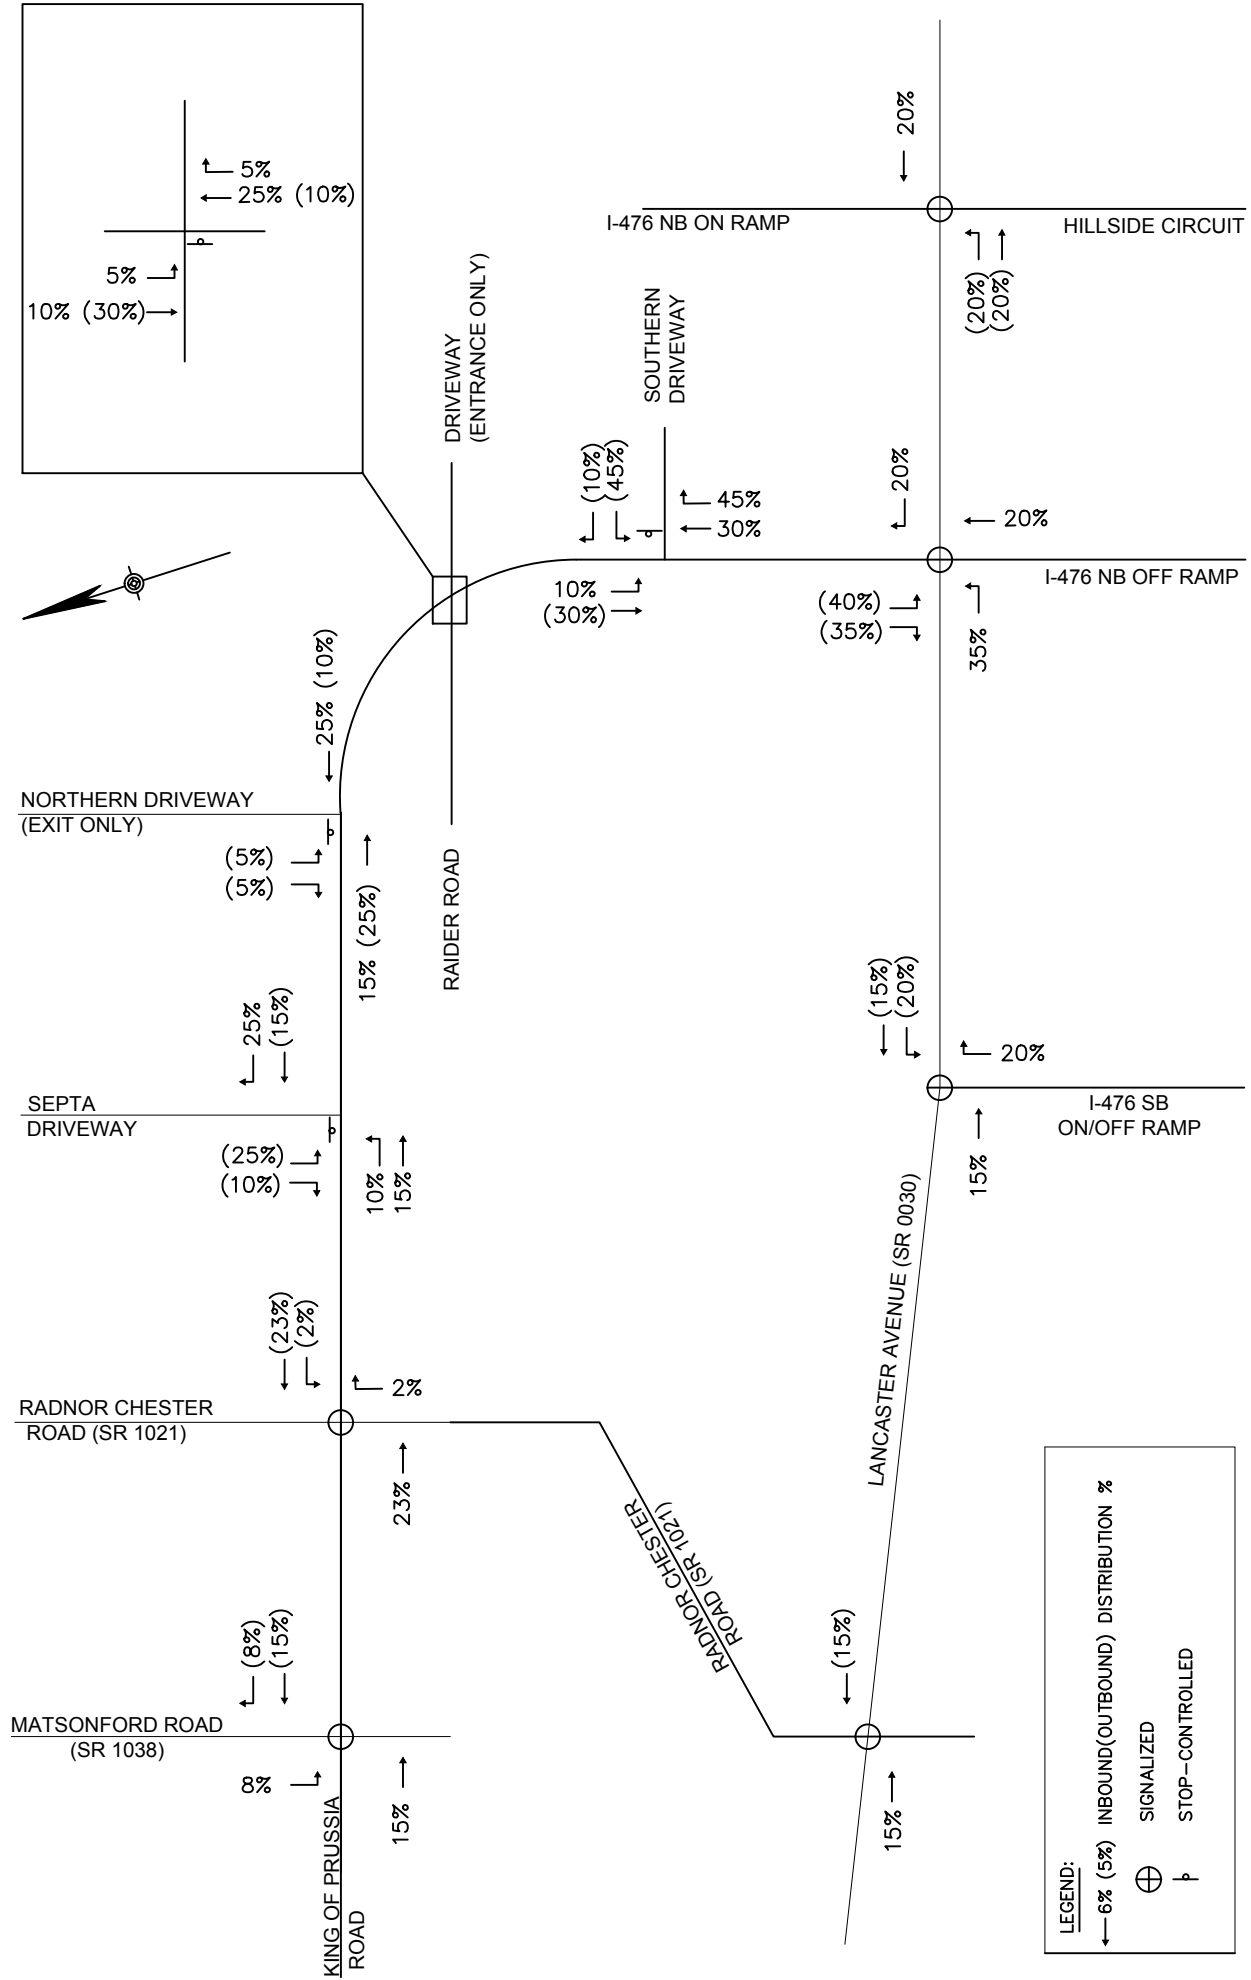 5%
25% (10%)
5%
10% (30%)
20%
I-476 NB ON RAMP
HILLSIDE CIRCUIT
(20%)
(20%)
DRIVEWAY
(ENTRANCE ONLY)
SOUTHERN
DRIVEWAY
(10%)
(45%)
45%
30%
20%
20%
I-476 NB OFF RAMP
10%
(30%)
(40%)
(35%)
35%
25% (10%)
NORTHERN DRIVEWAY
(EXIT ONLY)
(5%)
(5%)
15% (25%)
RAIDER ROAD
25%
(15%)
(15%)
(20%)
20%
SEPTA
DRIVEWAY
I-476 SB
ON/OFF RAMP
(25%)
(10%)
10%
15%
15%
LANCASTER AVENUE (SR 0030)
(23%)
(2%)
2%
RADNOR CHESTER
ROAD (SR 1021)
23%
RADNOR CHESTER
ROAD (SR 1021)
(8%)
(15%)
(15%)
MATSONFORD ROAD
(SR 1038)
8%
15%
15%
KING OF PRUSSIA
ROAD
LEGEND:
6% (5%) INBOUND(OUTBOUND) DISTRIBUTION %
SIGNALIZED
STOP-CONTROLLED